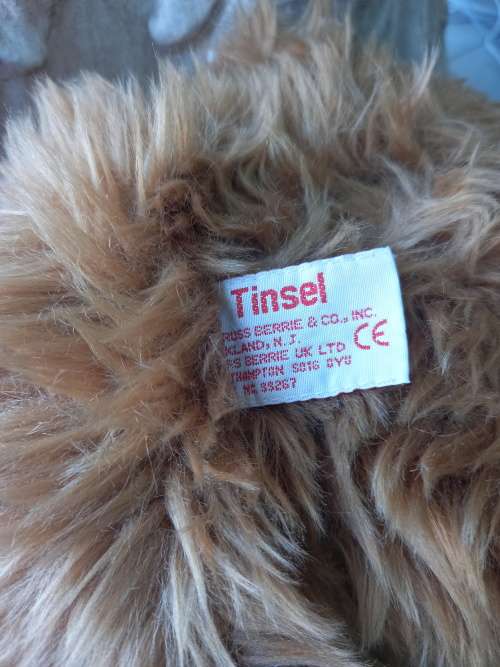 Tinsel
RUSS BERRIE & CO., INC.
KLAND, N.J.
S BERRIE UK LTD
THAMPTON SO16 0YU
CE